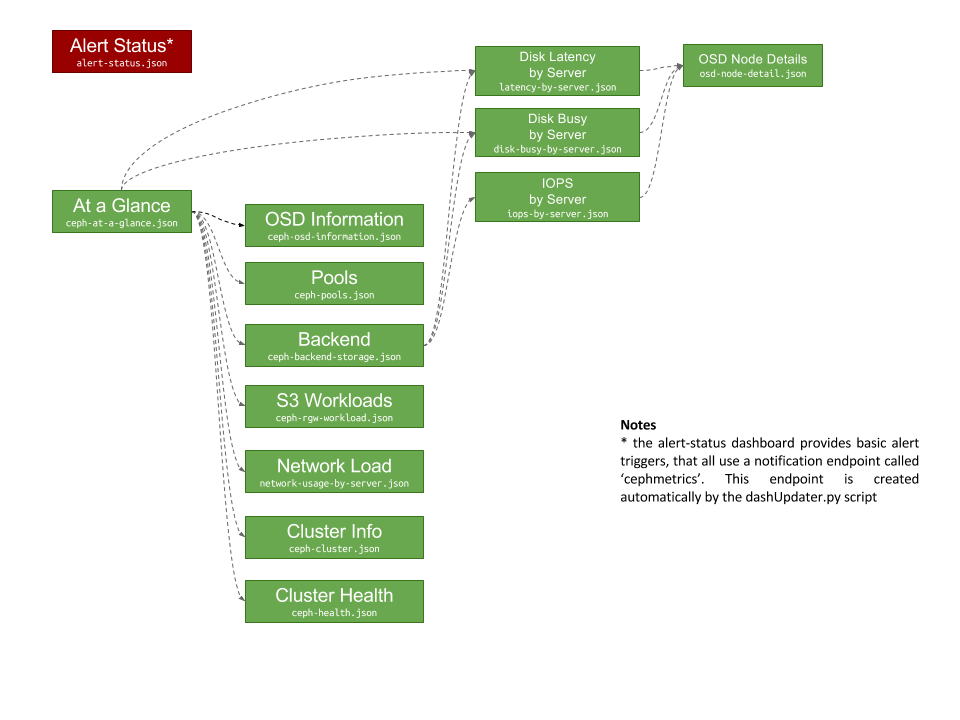 Alert Status*
alert-status.json
Disk Latency
by Server
latency-by-server.json
OSD Node Details
osd-node-detail.json
Disk Busy
by Server
disk-busy-by-server.json
IOPS
by Server
iops-by-server.json
At a Glance
ceph-at-a-glance.json
OSD Information
ceph-osd-information.json
Pools
ceph-pools.json
Backend
ceph-backend-storage.json
S3 Workloads
ceph-rgw-workload.json
Network Load
network-usage-by-server.json
Cluster Info
ceph-cluster.json
Cluster Health
ceph-health.json
Notes
* the alert-status dashboard provides basic alert
triggers, that all use a notification endpoint called
‘cephmetrics’. This endpoint is created
automatically by the dashUpdater.py script